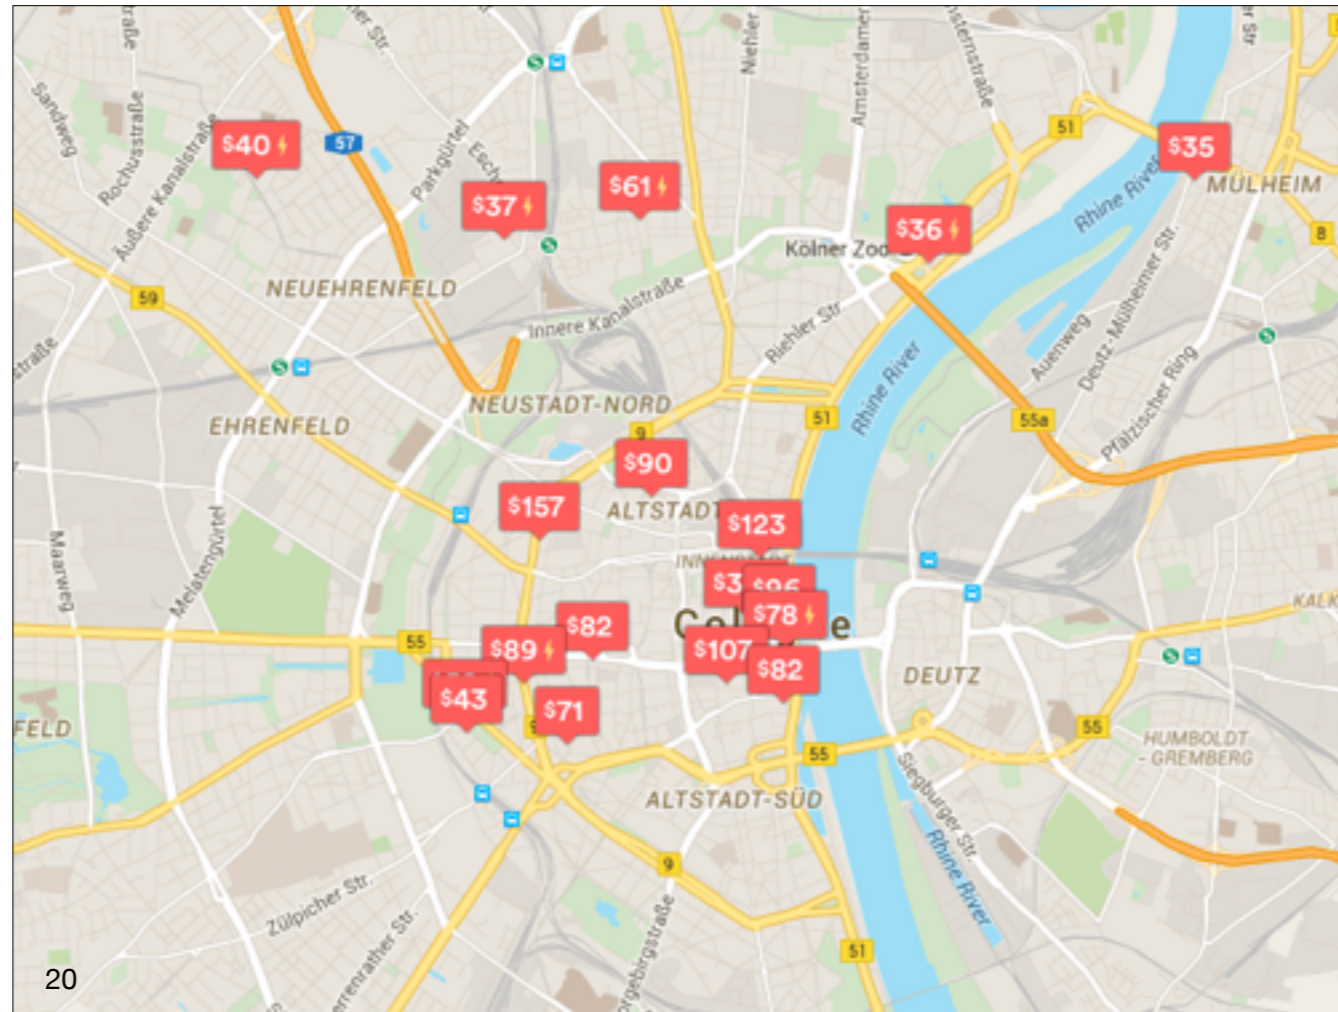 Niehler
Amsterdamer
51
Sandweg
Rochusstraße
Äußere Kanalstraße
$40
57
Parkgürtel
$37
$61
$35
MÜLHEIM
Rhine River
8
$36
Kölner Zoo
NEUEHRENFELD
59
Innere Kanalstraße
Riehler Str
Auenweg
Deutz-Mülheimer Str.
Pfälzischer Ring
Rhine River
NEUSTADT-NORD
EHRENFELD
9
51
55a
$90
$157
ALTSTADT
$123
Maarweg
Melatengürtel
$78
$82
$89
$107
$82
55
DEUTZ
$43
$71
55
55
HUMBOLDT
- GREMBERG
ALTSTADT-SÜD
Siegburger Str.
Rhine River
9
Zülpicher Str.
51
20